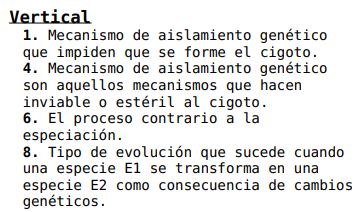 Vertical
1. Mecanismo de aislamiento genético
que impiden que se forme el cigoto.
4. Mecanismo de aislamiento genético
son aquellos mecanismos que hacen
inviable o estéril al cigoto.
6. El proceso contrario a la
especiación.
8. Tipo de evolución que sucede cuando
una especie E1 se transforma en una
especie E2 como consecuencia de cambios
genéticos.